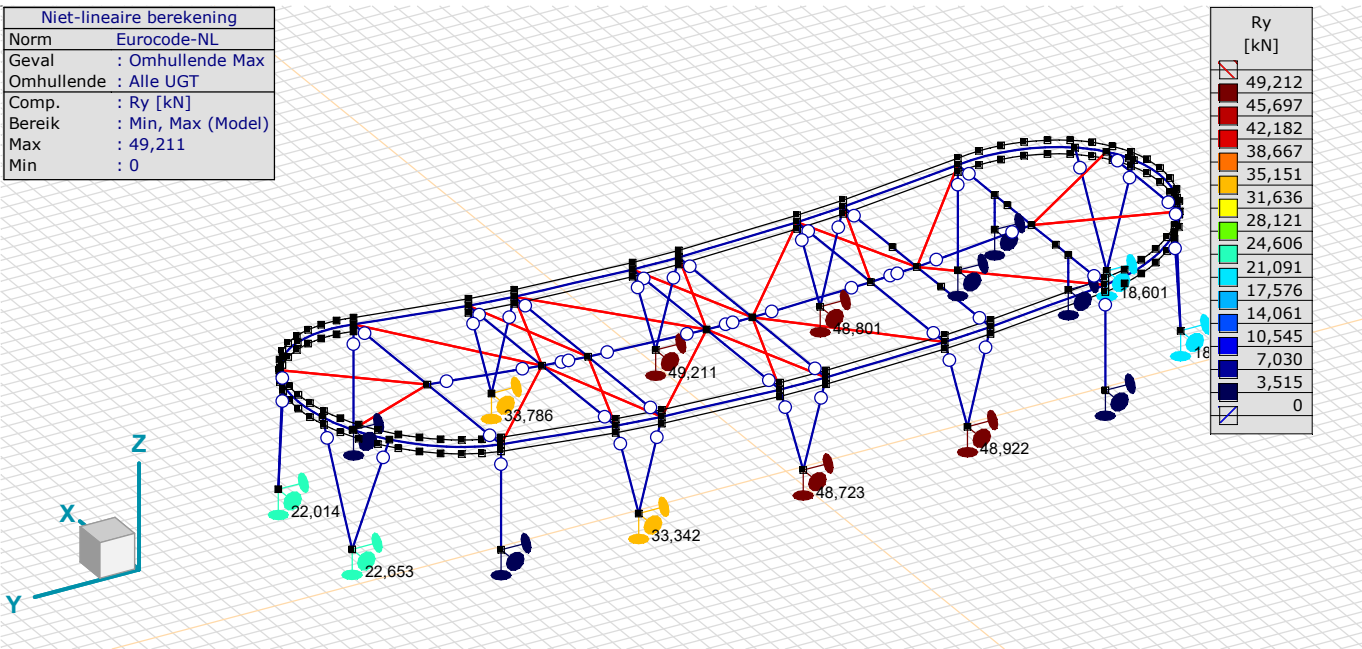 Niet-lineaire berekening
Norm Eurocode-NL
Geval : Omhullende Max
Omhullende : Alle UGT
Comp. : Ry [kN]
Bereik : Min, Max (Model)
Max : 49,211
Min : 0
Ry
[kN]
49,212
45,697
42,182
38,667
35,151
31,636
28,121
24,606
21,091
17,576
14,061
10,545
7,030
3,515
0
18,601
18
48,801
49,211
33,786
48,922
48,723
33,342
22,014
22,653
Z
X
Y